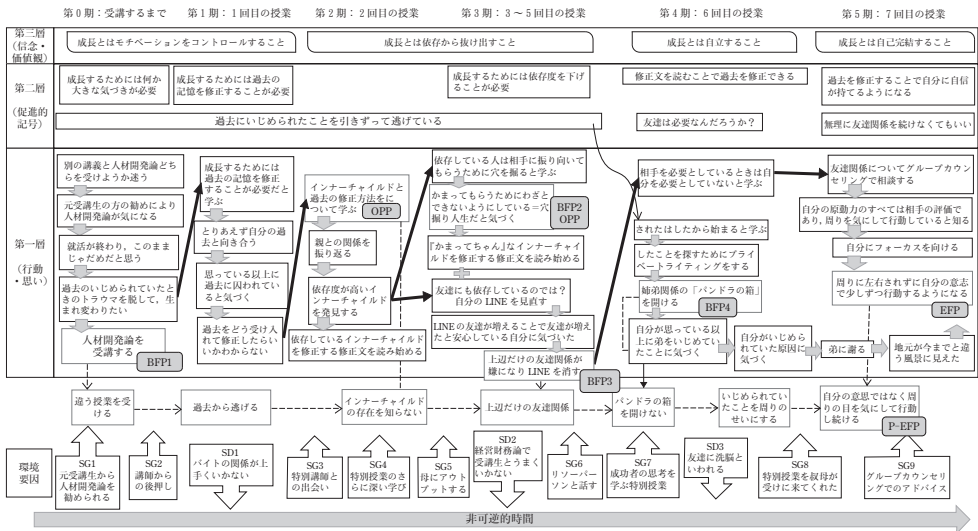 第 0 期：受講するまで
第 1 期：1 回目の授業
第 2 期：2 回目の授業
第 3 期：3 ～ 5 回目の授業
第 4 期：6 回目の授業
第 5 期：7 回目の授業
第三層
(信念・
価値観)
成長とはモチベーションをコントロールすること
成長とは依存から抜け出すこと
成長とは自立すること
成長とは自己完結すること
第二層
(促進的
記号)
成長するためには何か
大きな気づきが必要
成長するためには過去の
記憶を修正することが必要
成長するためには依存度を下げ
ることが必要
修正文を読むことで過去を修正できる
過去を修正することで自分に自信
が持てるようになる
過去にいじめられたことを引きずって逃げている
友達は必要なんだろうか？
無理に友達関係を続けなくてもいい
第一層
(行動・
思い)
別の講義と人材開発論どち
らを受けようか迷う
元受講生の方の勧めにより
人材開発論が気になる
就活が終わり、このまま
じゃだめだと思う
過去のいじめられていたと
きのトラウマを脱して、生
まれ変わりたい
人材開発論を
受講する
BFP1
成長するためには
過去の記憶を修正
することが必要だと
学ぶ
とりあえず自分の過
去と向き合う
思っている以上に
過去に囚われてい
ると気づく
過去をどう受け入
れて修正したらい
いかわからない
インナーチャイルドと
過去の修正方法をに
ついて学ぶ
OPP
親との関係を
振り返る
依存度が高いイ
ンナーチャイルド
を発見する
依存しているインナーチャイルド
を修正する修正文を読み始める
依存している人は相手に振り向いて
もらうために穴を掘ると学ぶ
かまってもらうためにわざと
できないようにしている＝穴
掘り人生だと気づく
BFP2
OPP
『かまってちゃん』なインナーチャイ
ルドを修正する修正文を読み始める
友達にも依存しているのでは？
自分の LINE を見直す
LINE の友達が増えることで友達が増え
たと安心している自分に気づいた
上辺だけの友達関係が
嫌になり LINE を消す
BFP3
相手を必要としているときは自
分を必要としていないと学ぶ
されたはしたから始まると学ぶ
したことを探すためにプライ
ベートライティングをする
姉弟関係の「パンドラの箱」
を開ける
BFP4
自分が思っている以
上に弟をいじめてい
たことに気づく
自分がいじめら
れていた原因に
気づく
弟に謝る
地元が今までと違
う風景に見えた
友達関係についてグループカウン
セリングで相談する
自分の原動力のすべては相手の評価で
あり、周りを気にして行動していると知る
自分にフォーカスを向ける
周りに左右されずに自分の意思
で少しずつ行動するようになる
EFP
違う授業を受
ける
過去から逃げる
インナーチャイルド
の存在を知らない
上辺だけの友達関係
パンドラの箱
を開けない
いじめられてい
たことを周りの
せいにする
自分の意思ではなく周
りの目を気にして行動
し続ける
P-EFP
環境
要因
SG1
元受講生から
人材開発論を
勧められる
SG2
講師から
の後押し
SD1
バイトの関係が上
手くいかない
SG3
特別講師と
の出会い
SG4
特別授業のさ
らに深い学び
SG5
母にアウト
プットする
SD2
経営財務論で
受講生とうまく
いかない
SG6
リソーパー
ソンと話す
SG7
成功者の思考を
学ぶ特別授業
SD3
友達に洗脳と
いわれる
SG8
特別授業を叔母が
受けに来てくれた
SG9
グループカウンセリ
ングでのアドバイス
非可逆的時間